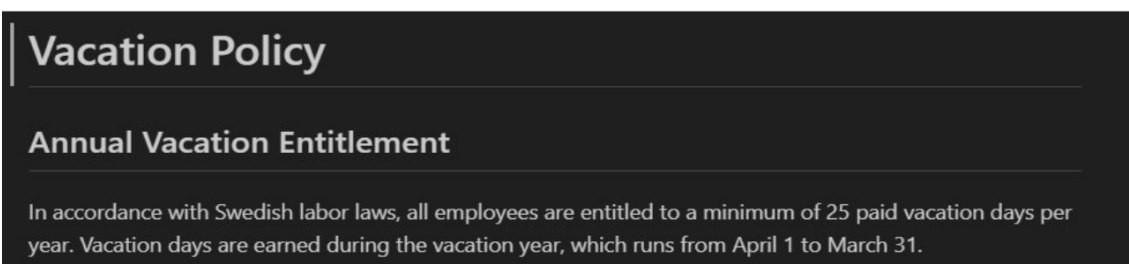 Vacation Policy
Annual Vacation Entitlement
In accordance with Swedish labor laws, all employees are entitled to a minimum of 25 paid vacation days per
year. Vacation days are earned during the vacation year, which runs from April 1 to March 31.